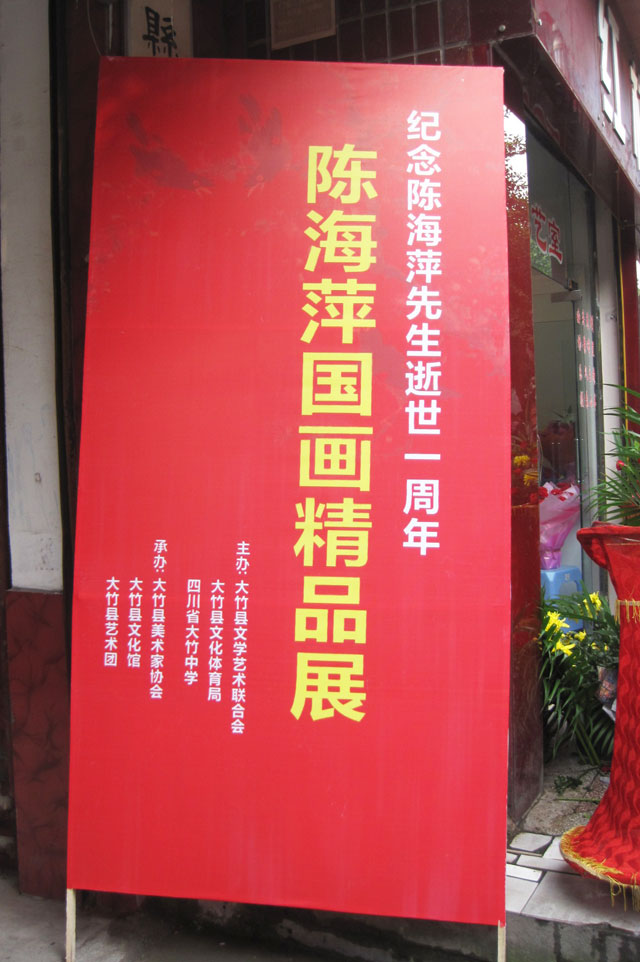 纪念陈海萍先生逝世一周年
陈海萍国画精品展
主办:大竹县文学艺术联合会
大竹县文化体育局
四川省大竹中学
承办:大竹县美术家协会
大竹县文化馆
大竹县艺术团
縣
艺室